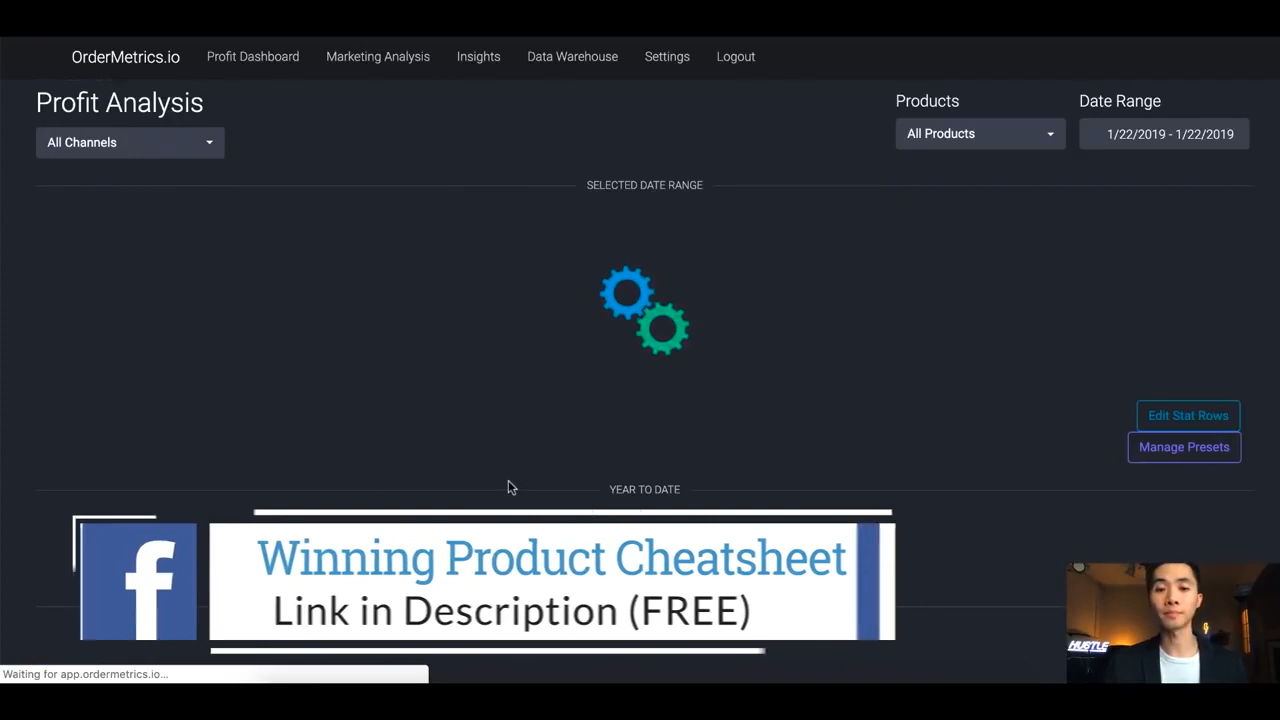 OrderMetrics.io Profit Dashboard Marketing Analysis Insights Data Warehouse Settings Logout
Profit Analysis
Products
Date Range
All Channels
All Products
1/22/2019 - 1/22/2019
SELECTED DATE RANGE
Edit Stat Rows
Manage Presets
YEAR TO DATE
f
Winning Product Cheatsheet
Link in Description (FREE)
HUSTLE
Waiting for app.ordermetrics.io...